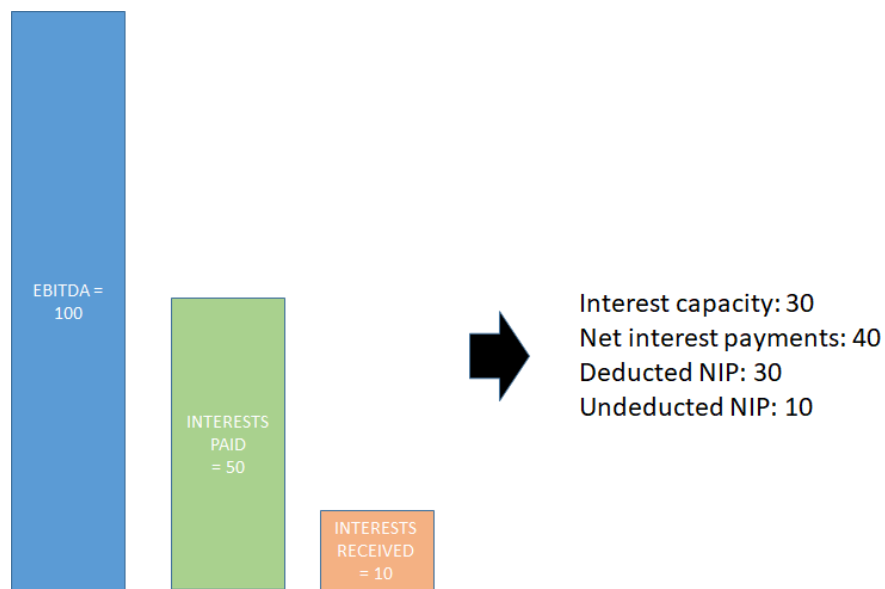 EBITDA =
100
INTERESTS
PAID
= 50
INTERESTS
RECEIVED
= 10
Interest capacity: 30
Net interest payments: 40
Deducted NIP: 30
Undeducted NIP: 10